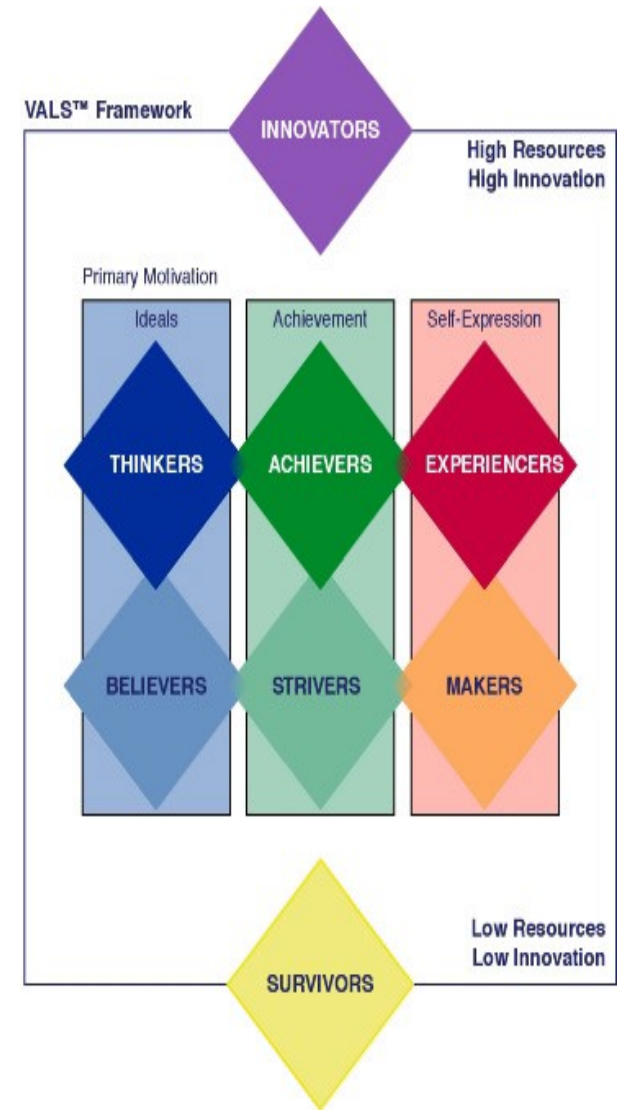 VALS™ Framework
INNOVATORS
High Resources
High Innovation
Primary Motivation
Ideals
Achievement
Self-Expression
THINKERS
ACHIEVERS
EXPERIENCERS
BELIEVERS
STRIVERS
MAKERS
Low Resources
Low Innovation
SURVIVORS